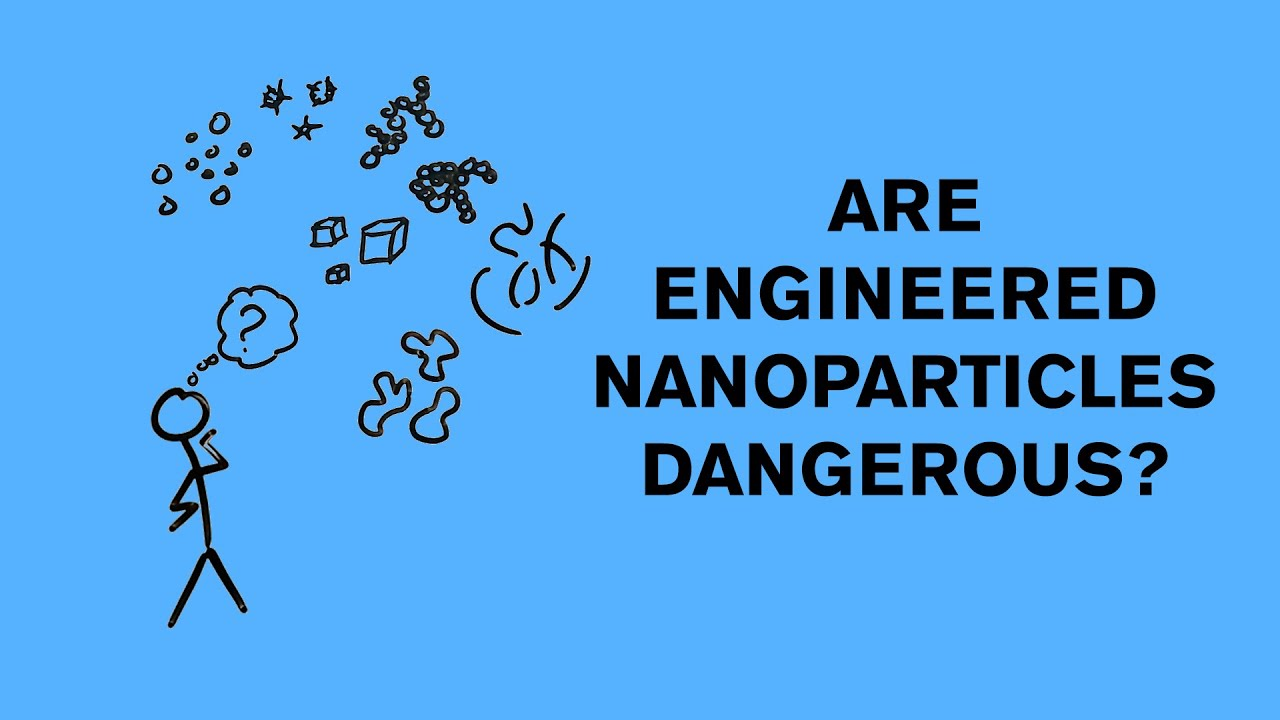 ?
ARE
ENGINEERED
NANOPARTICLES
DANGEROUS?